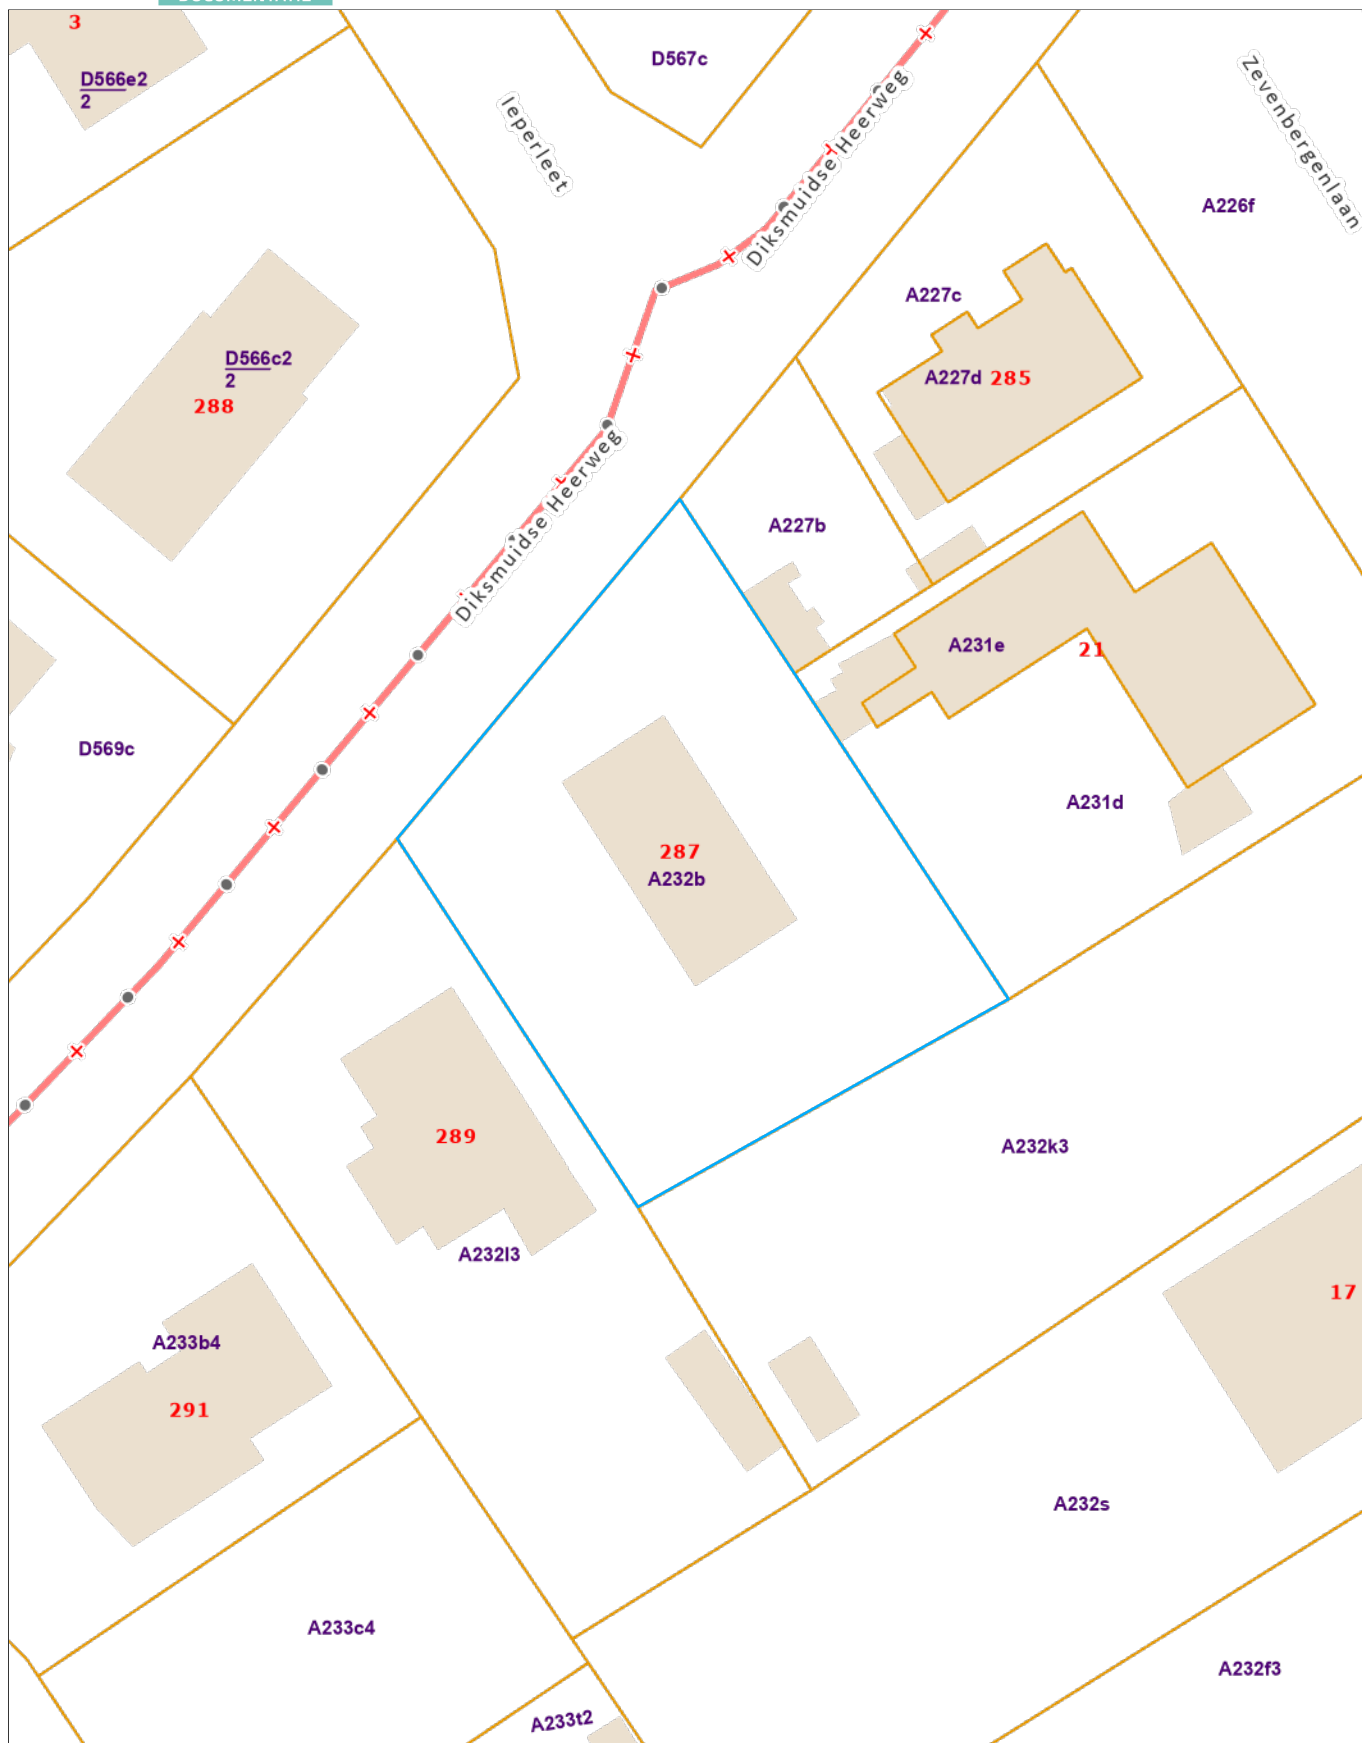 3
D566e2
2
D567c
Ieperleet
Diksmuidse Heerweg
Zevenbergenlaan
A226f
A227c
A227d
285
D566c2
2
288
Diksmuidse Heerweg
A227b
A231e
21
D569c
A231d
287
A232b
289
A232k3
A232l3
17
A233b4
291
A232s
A233c4
A232f3
A233t2